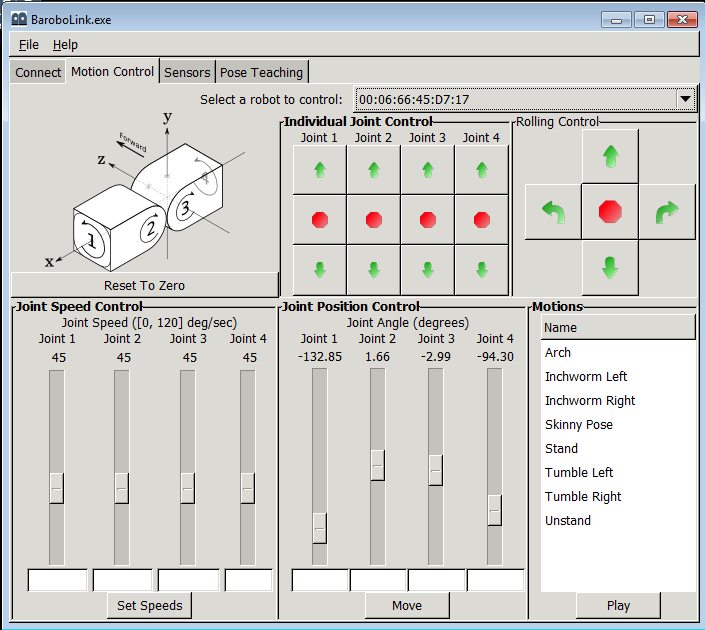 BaroboLink.exe
File Help
Connect Motion Control Sensors Pose Teaching
Select a robot to control: 00:06:66:45:D7:17
y
Forward
z
4
3
2
1
x
Reset To Zero
Individual Joint Control
Joint 1 Joint 2 Joint 3 Joint 4
Rolling Control
Joint Speed Control
Joint Speed ([0, 120] deg/sec)
Joint 1 Joint 2 Joint 3 Joint 4
45 45 45 45
Set Speeds
Joint Position Control
Joint Angle (degrees)
Joint 1 Joint 2 Joint 3 Joint 4
-132.85 1.66 -2.99 -94.30
Move
Motions
Name
Arch
Inchworm Left
Inchworm Right
Skinny Pose
Stand
Tumble Left
Tumble Right
Unstand
Play